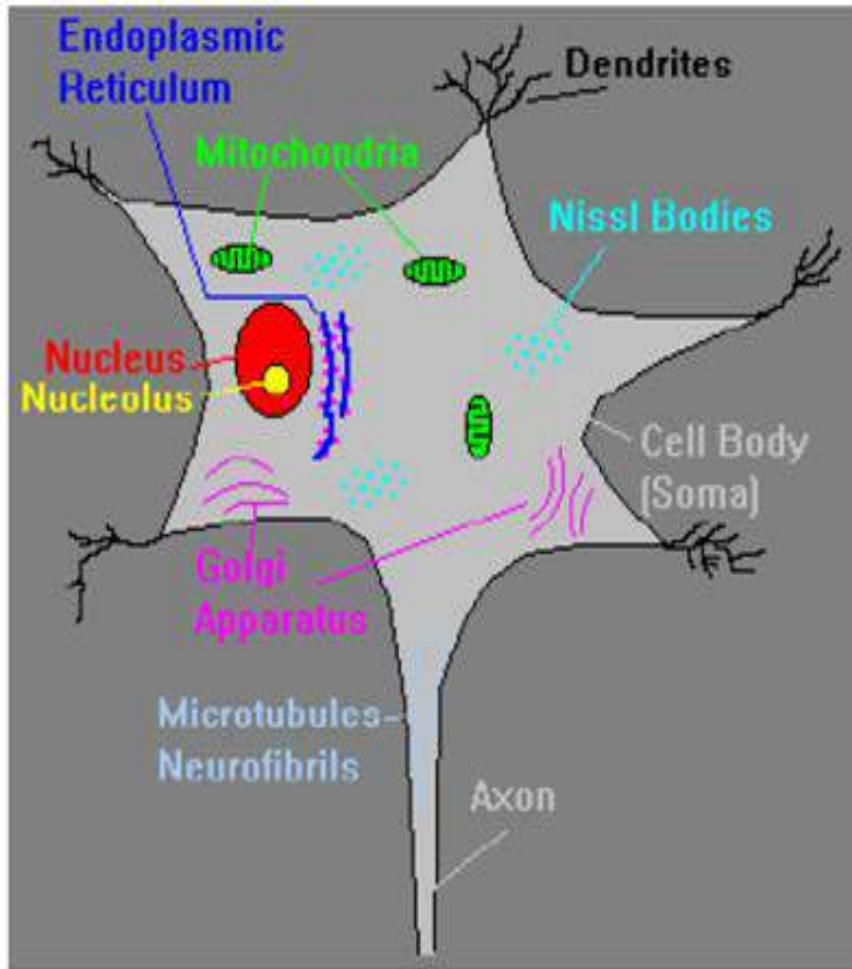 Endoplasmic
Reticulum
Dendrites
Mitochondria
Nissl Bodies
Nucleus
Nucleolus
Cell Body
(Soma)
Golgi
Apparatus
Microtubules
Neurofibrils
Axon